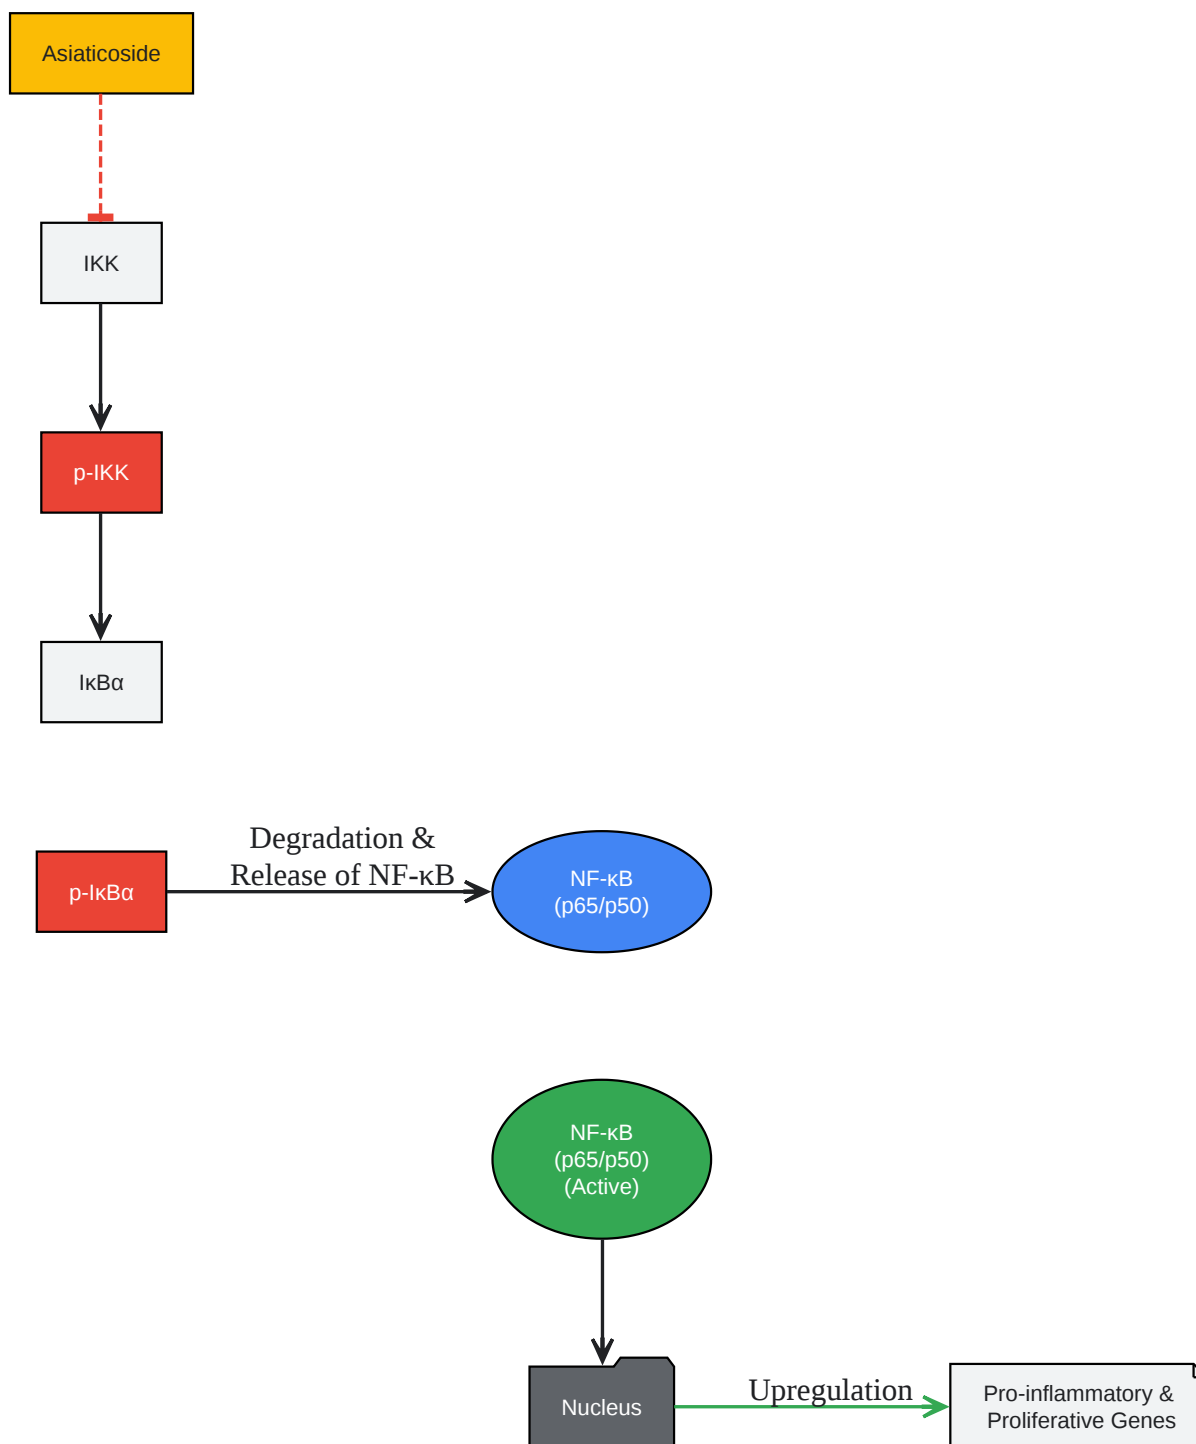 Asiaticoside
IKK
p-IKK
IκBα
Degradation &
Release of NF-κB
p-IκBα
NF-κB
(p65/p50)
NF-κB
(p65/p50)
(Active)
Nucleus
Upregulation
Pro-inflammatory &
Proliferative Genes